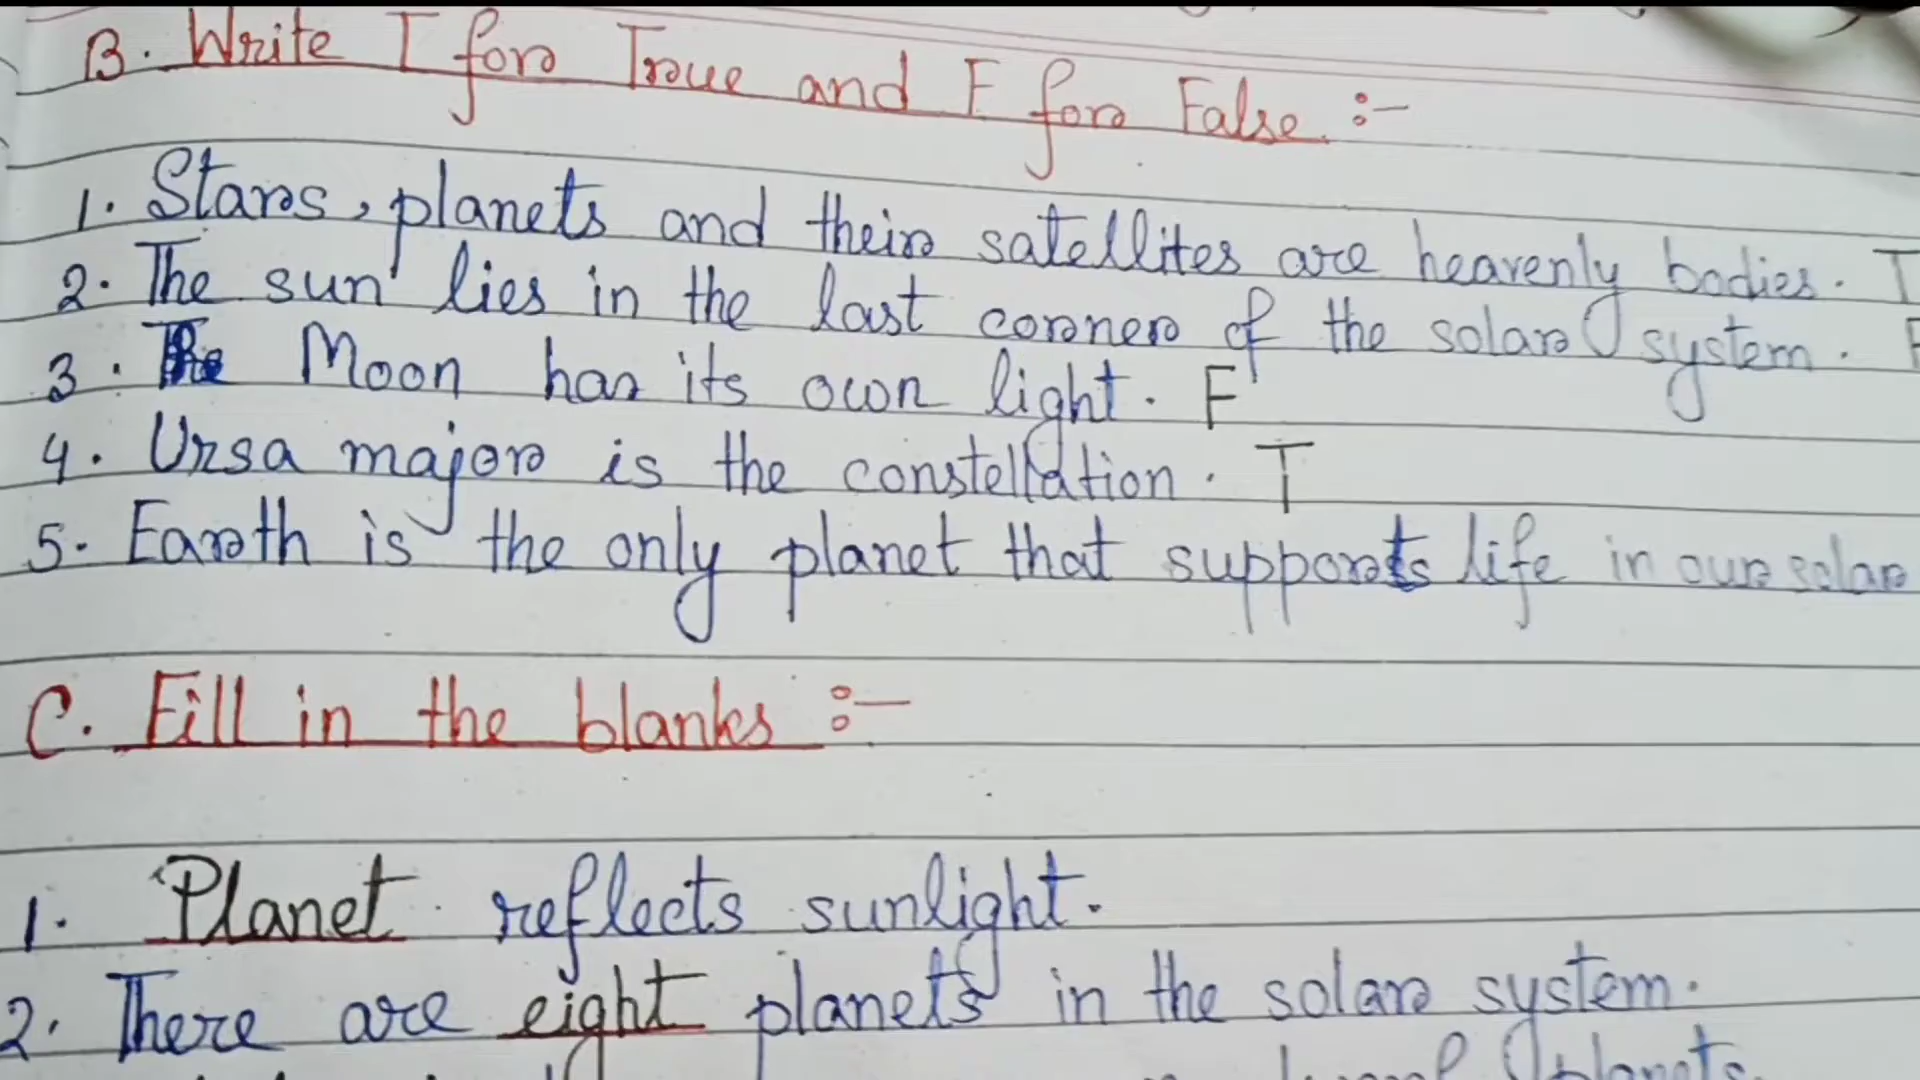 B. Write T for True and F for False :-
1. Stars, planets and their satellites are heavenly bodies. T
2. The sun lies in the last corner of the solar system. F
3. The Moon has its own light. F
4. Ursa major is the constellation. T
5. Earth is the only planet that supports life in our solar
C. Fill in the blanks :-
1. Planet reflects sunlight.
2. There are eight planets in the solar system.
planets.